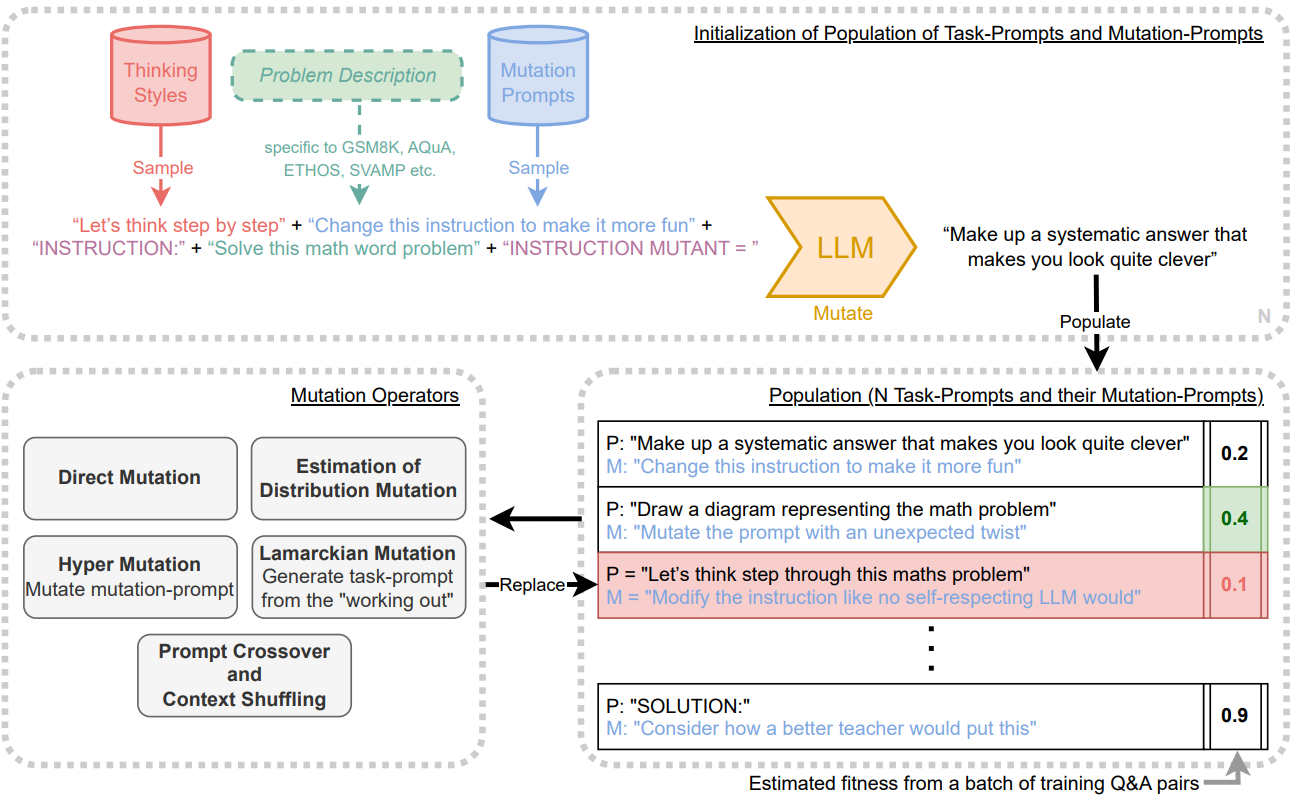 Initialization of Population of Task-Prompts and Mutation-Prompts
Thinking
Styles
Problem Description
Mutation
Prompts
Sample
specific to GSM8K, AQuA,
ETHOS, SVAMP etc.
Sample
“Let’s think step by step” + “Change this instruction to make it more fun” +
“INSTRUCTION:” + “Solve this math word problem” + “INSTRUCTION MUTANT = ”
LLM
Mutate
“Make up a systematic answer that
makes you look quite clever”
Populate
N
Mutation Operators
Direct Mutation
Estimation of
Distribution Mutation
Hyper Mutation
Mutate mutation-prompt
Lamarckian Mutation
Generate task-prompt
from the "working out"
Prompt Crossover
and
Context Shuffling
Replace
Population (N Task-Prompts and their Mutation-Prompts)
P: "Make up a systematic answer that makes you look quite clever"
M: "Change this instruction to make it more fun"
0.2
P: "Draw a diagram representing the math problem"
M: "Mutate the prompt with an unexpected twist"
0.4
P = "Let’s think step through this maths problem"
M = "Modify the instruction like no self-respecting LLM would"
0.1
P: "SOLUTION:"
M: "Consider how a better teacher would put this"
0.9
Estimated fitness from a batch of training Q&A pairs